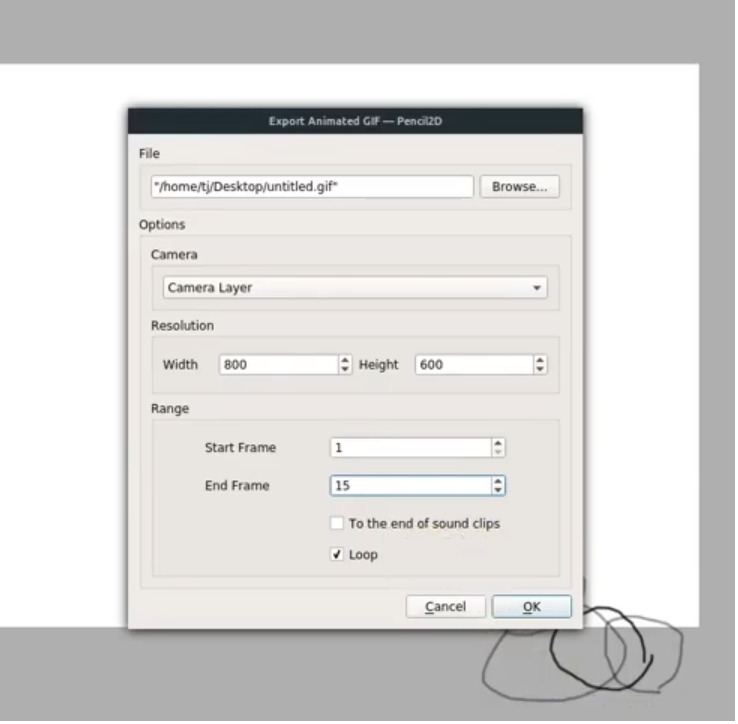 Export Animated GIF — Pencil2D
File
"/home/tj/Desktop/untitled.gif" Browse...
Options
Camera
Camera Layer
Resolution
Width 800 Height 600
Range
Start Frame 1
End Frame 15
To the end of sound clips
Loop
Cancel OK